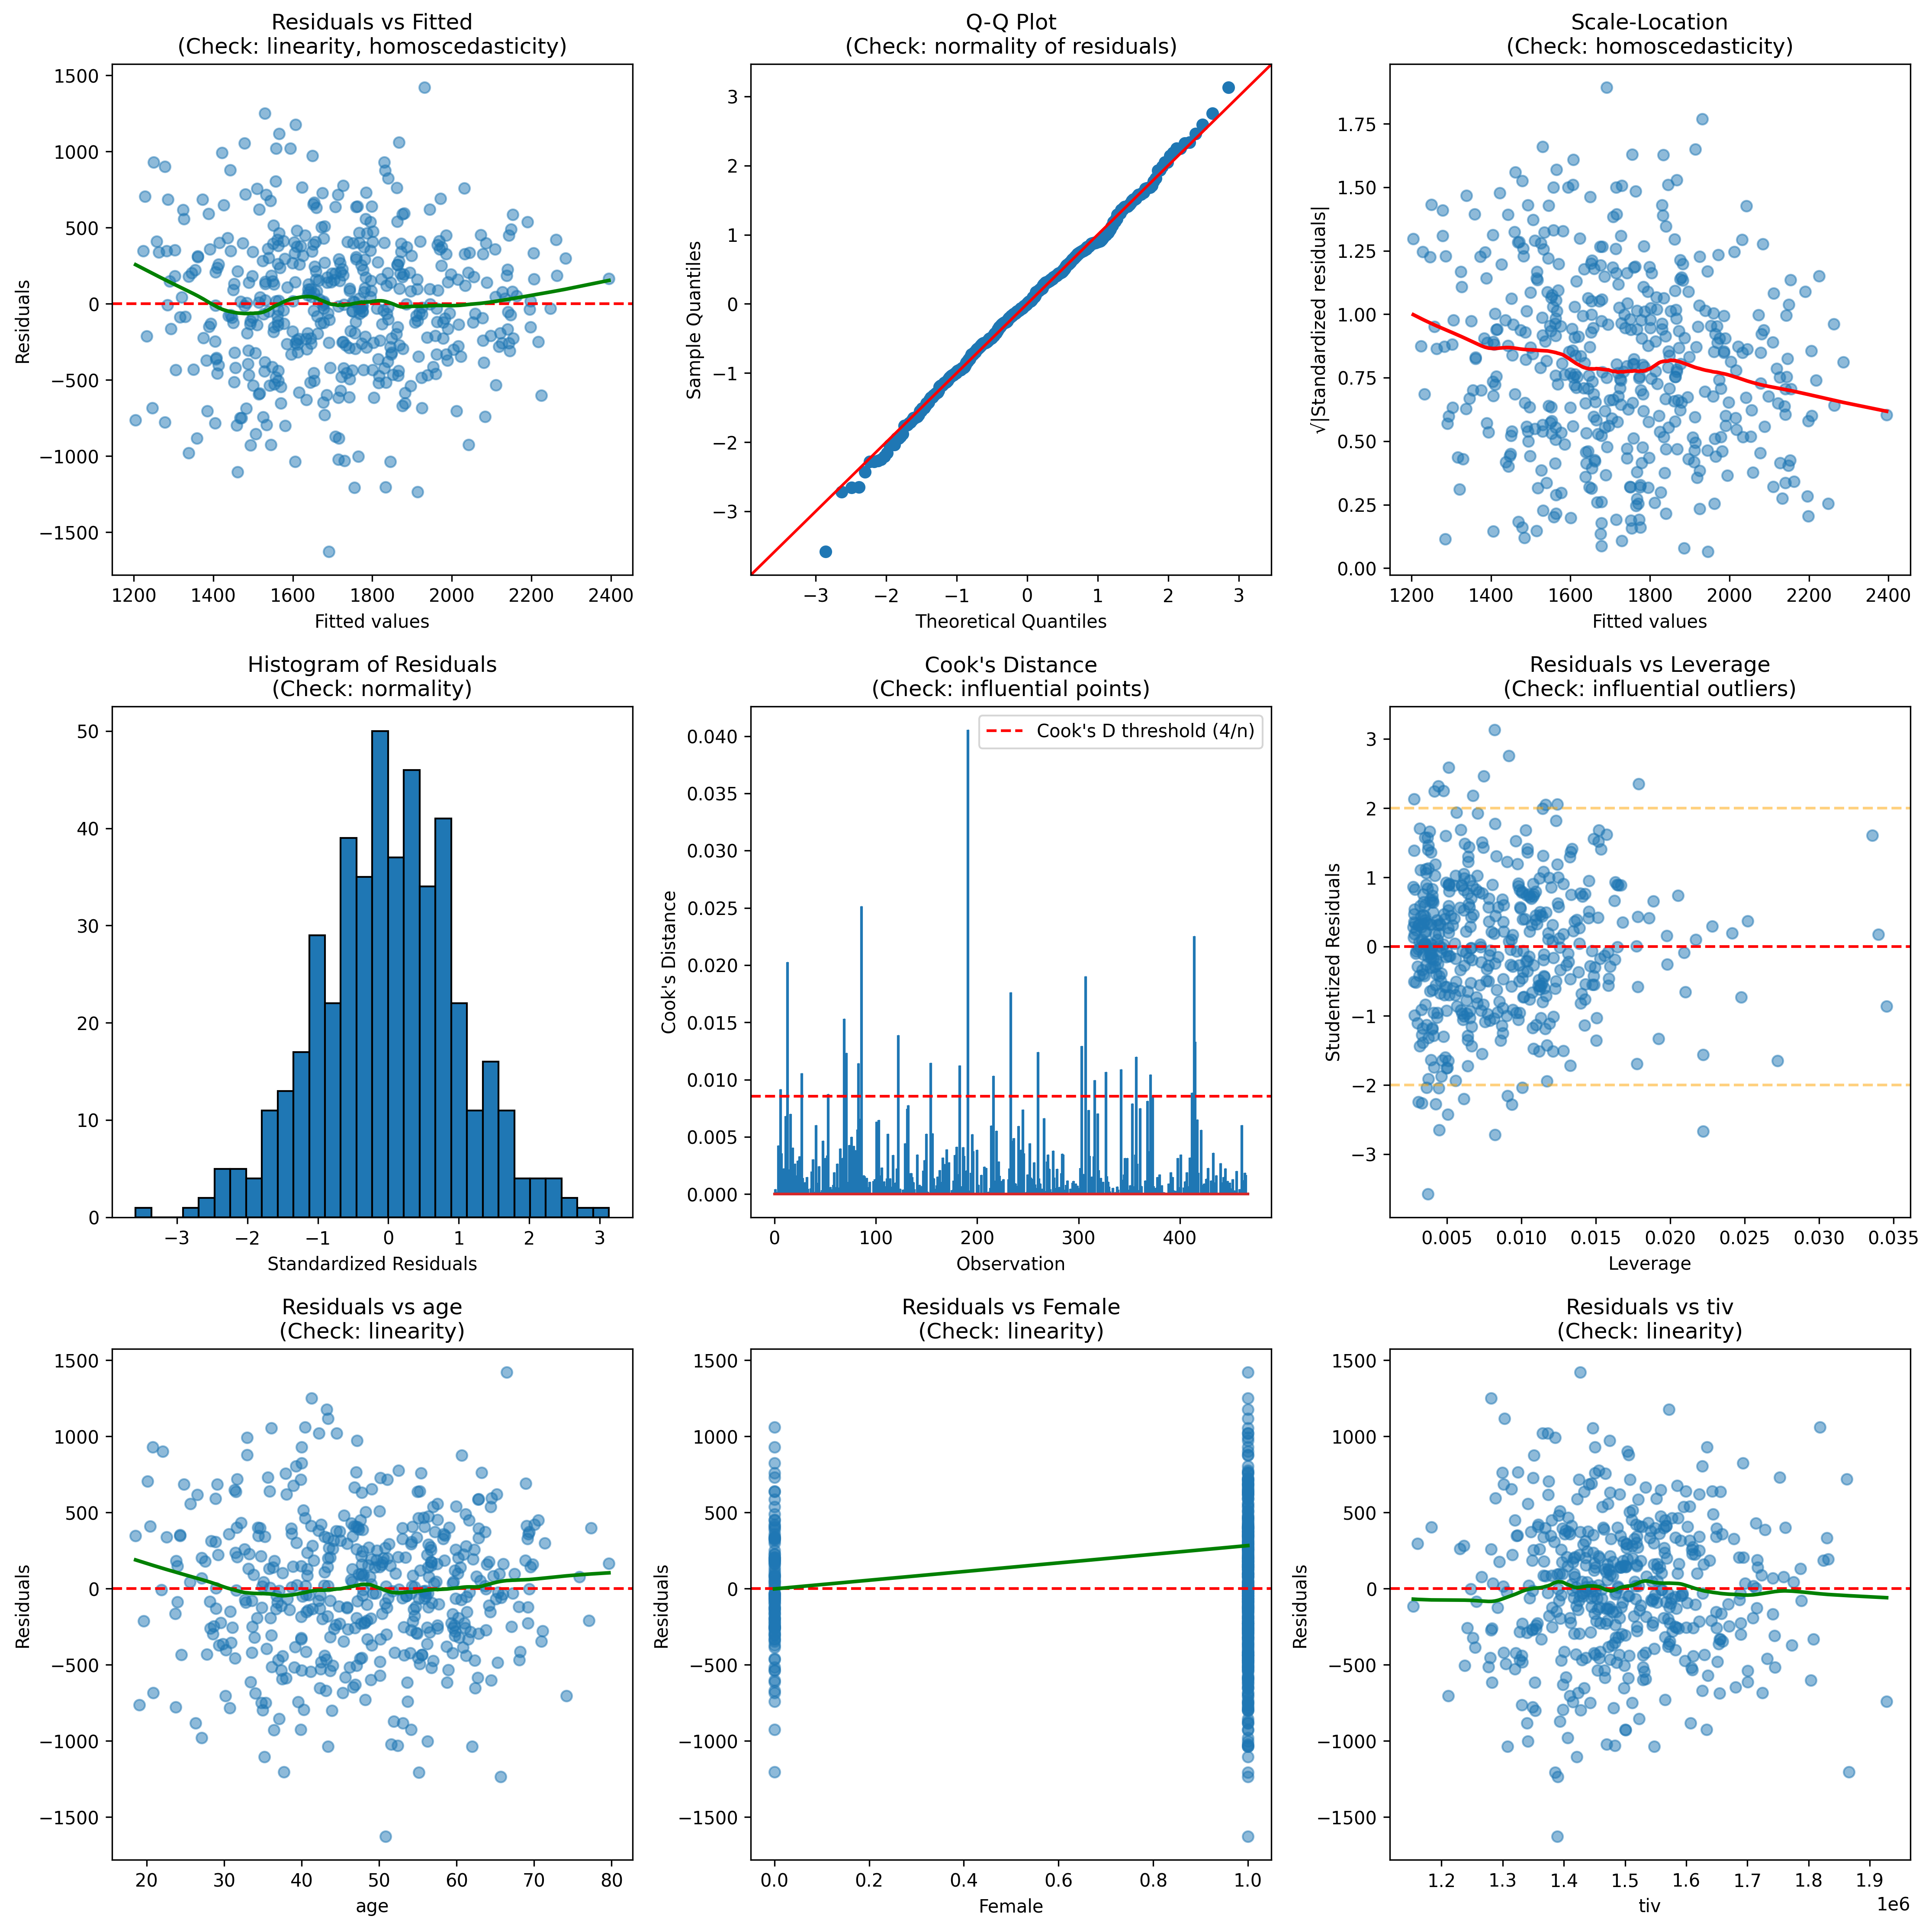 Residuals vs Fitted
(Check: linearity, homoscedasticity)
1500
1000
500
0
−500
−1000
−1500
Residuals
1200 1400 1600 1800 2000 2200 2400
Fitted values
Q-Q Plot
(Check: normality of residuals)
3
2
1
0
−1
−2
−3
Sample Quantiles
−3 −2 −1 0 1 2 3
Theoretical Quantiles
Scale-Location
(Check: homoscedasticity)
1.75
1.50
1.25
1.00
0.75
0.50
0.25
0.00
√|Standardized residuals|
1200 1400 1600 1800 2000 2200 2400
Fitted values
Histogram of Residuals
(Check: normality)
50
40
30
20
10
0
−3 −2 −1 0 1 2 3
Standardized Residuals
Cook's Distance
(Check: influential points)
Cook's D threshold (4/n)
0.040
0.035
0.030
0.025
0.020
0.015
0.010
0.005
0.000
Cook's Distance
0 100 200 300 400
Observation
Residuals vs Leverage
(Check: influential outliers)
3
2
1
0
−1
−2
−3
Studentized Residuals
0.005 0.010 0.015 0.020 0.025 0.030 0.035
Leverage
Residuals vs age
(Check: linearity)
1500
1000
500
0
−500
−1000
−1500
Residuals
20 30 40 50 60 70 80
age
Residuals vs Female
(Check: linearity)
1500
1000
500
0
−500
−1000
−1500
Residuals
0.0 0.2 0.4 0.6 0.8 1.0
Female
Residuals vs tiv
(Check: linearity)
1500
1000
500
0
−500
−1000
−1500
Residuals
1.2 1.3 1.4 1.5 1.6 1.7 1.8 1.9
1e6
tiv